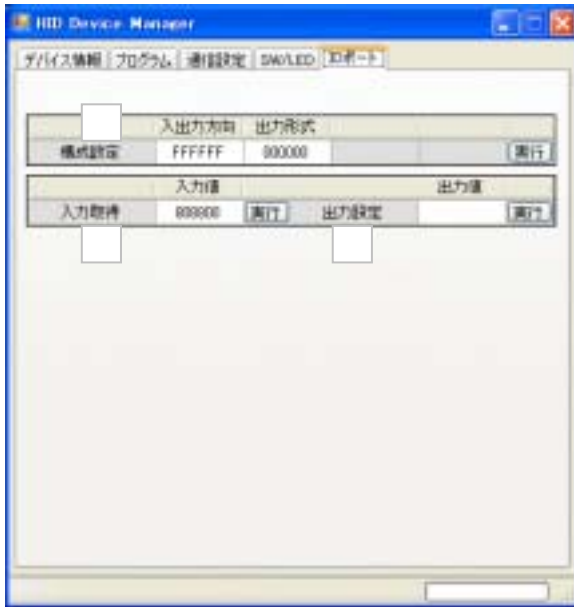 HID Device Manager
デバイス情報 プログラム 通信設定 SW/LED IOポート
入出力方向 出力形式
構成設定 FFFFFF 000000 実行
入力値 出力値
入力取得 実行 出力設定 実行